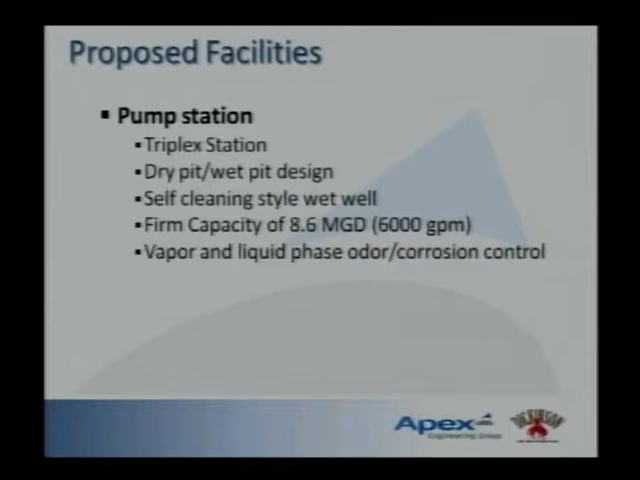 Proposed Facilities
▪ Pump station
▪Triplex Station
▪Dry pit/wet pit design
▪Self cleaning style wet well
▪Firm Capacity of 8.6 MGD (6000 gpm)
▪Vapor and liquid phase odor/corrosion control
Apex
Engineering Group
DICKINSON